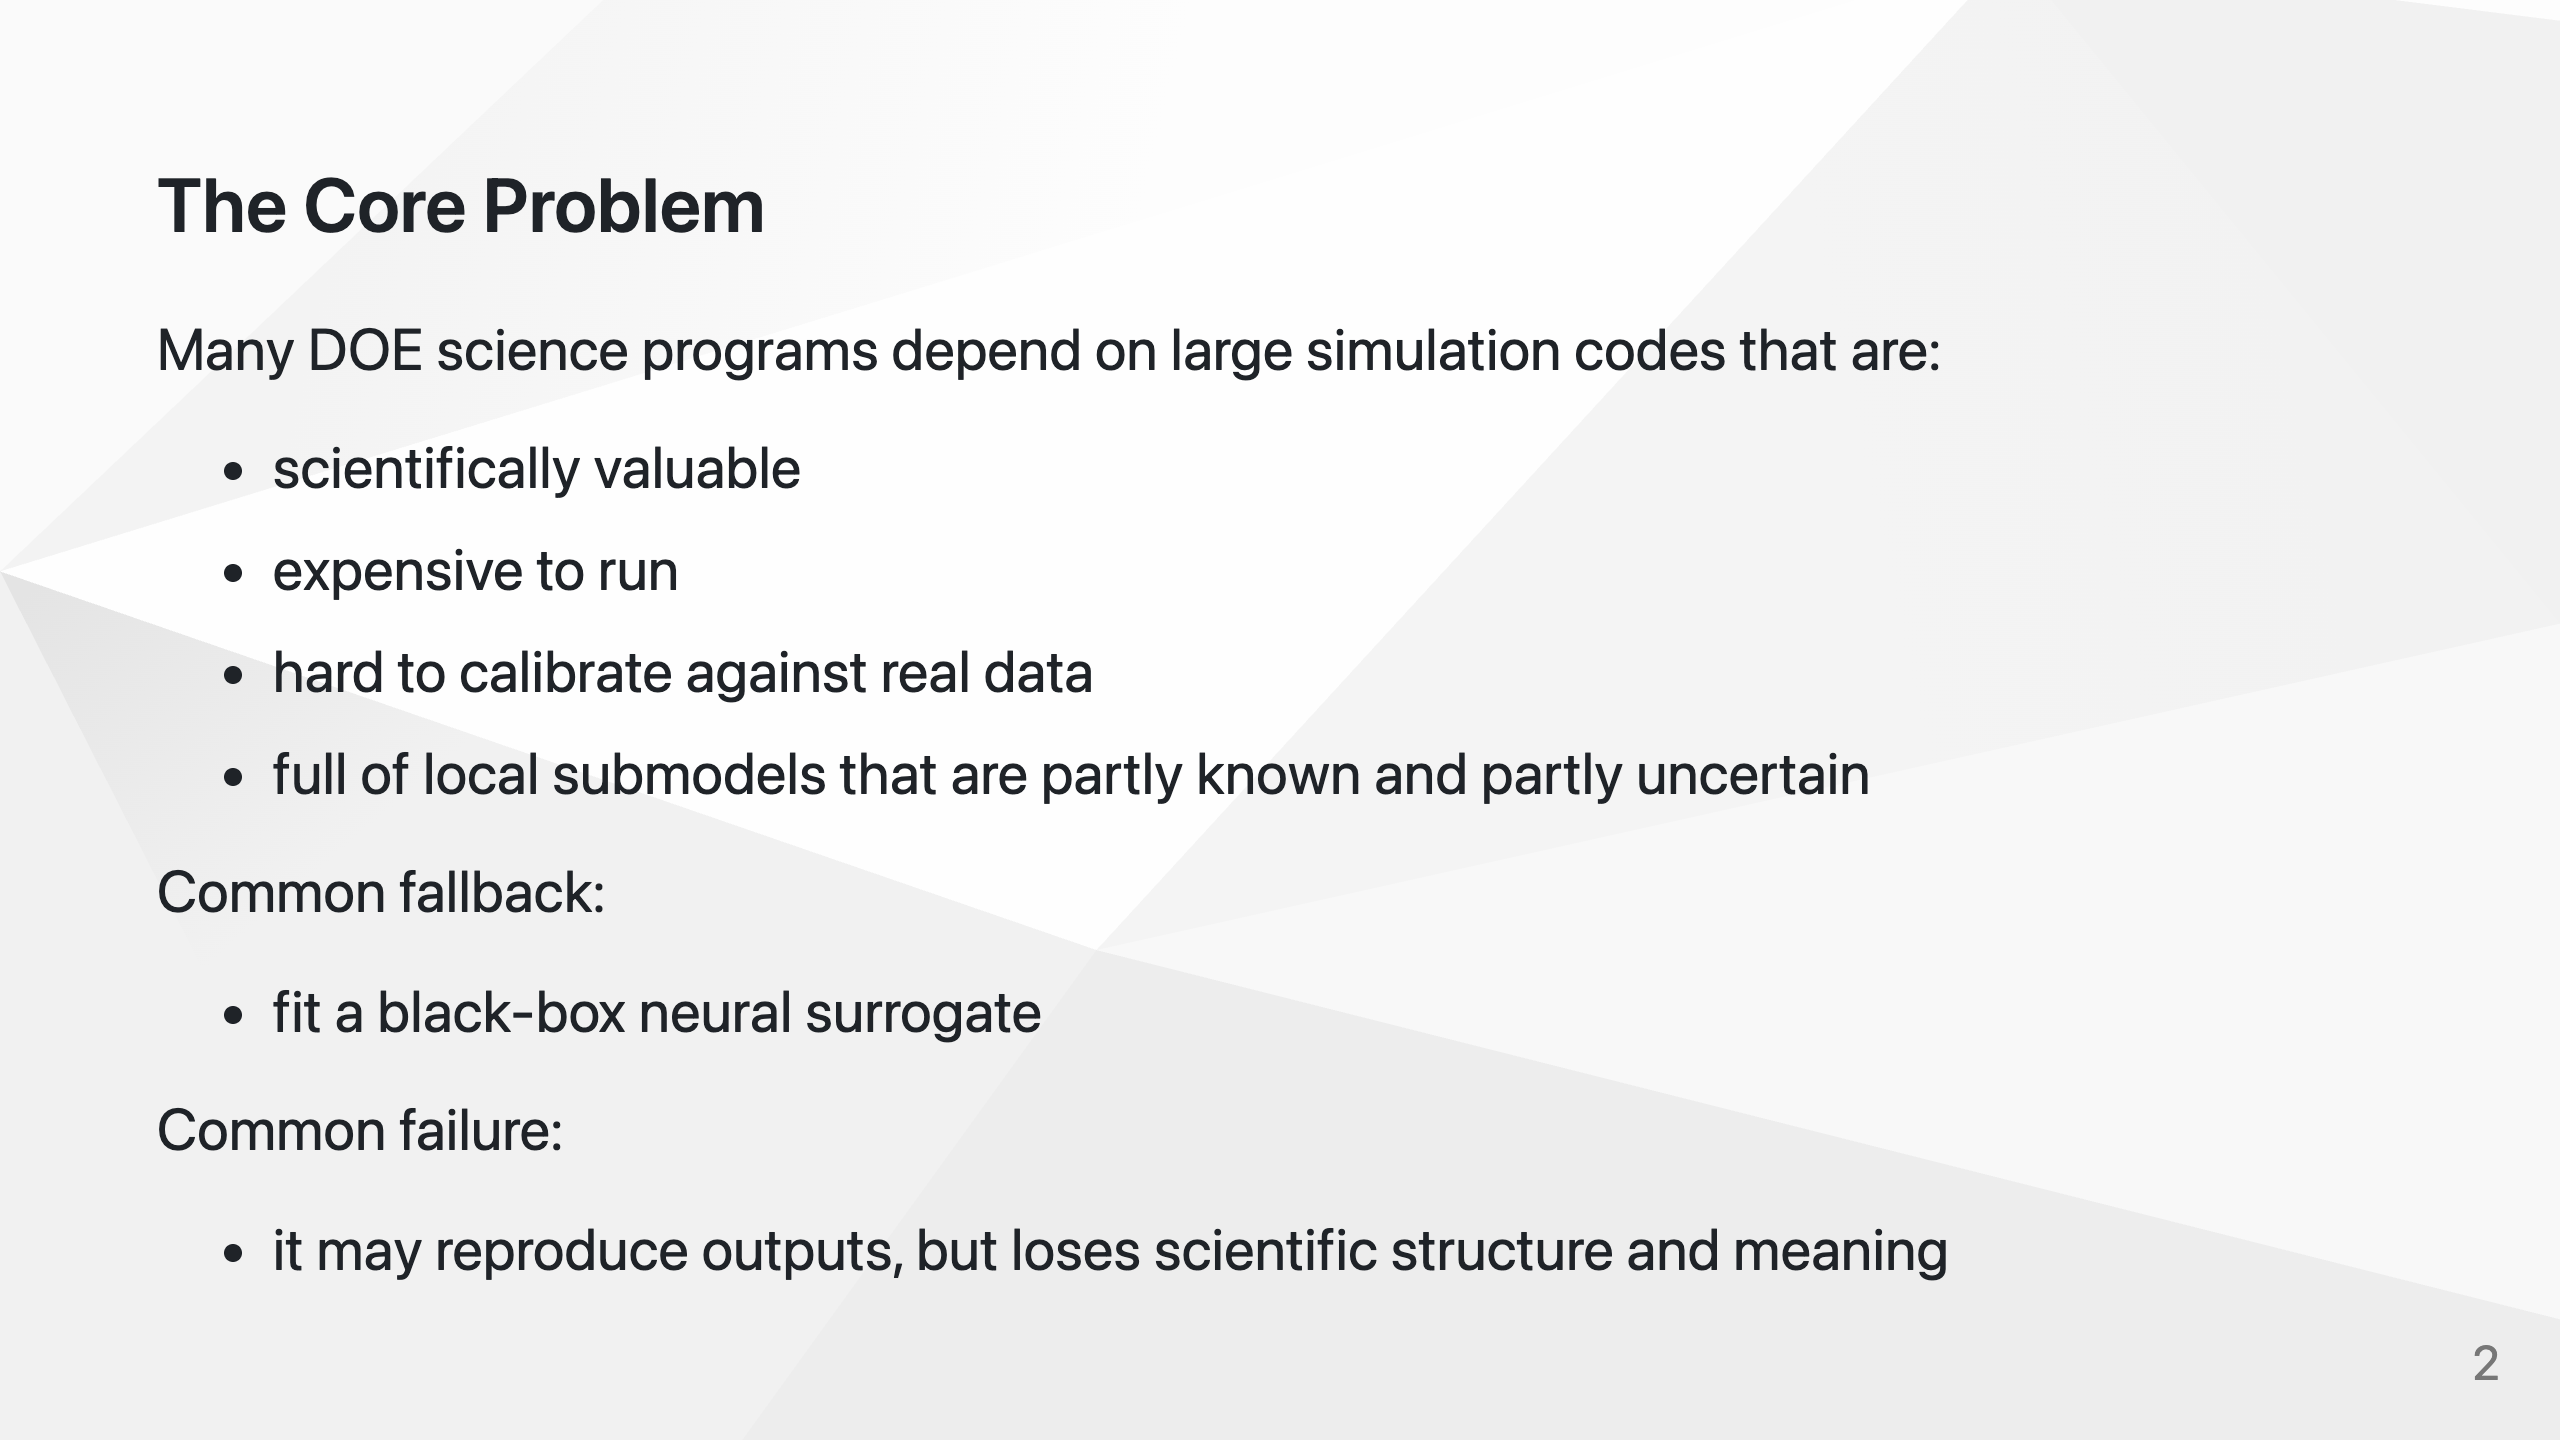 The Core Problem
Many DOE science programs depend on large simulation codes that are:
• scientifically valuable
• expensive to run
• hard to calibrate against real data
• full of local submodels that are partly known and partly uncertain
Common fallback:
• fit a black-box neural surrogate
Common failure:
• it may reproduce outputs, but loses scientific structure and meaning
2